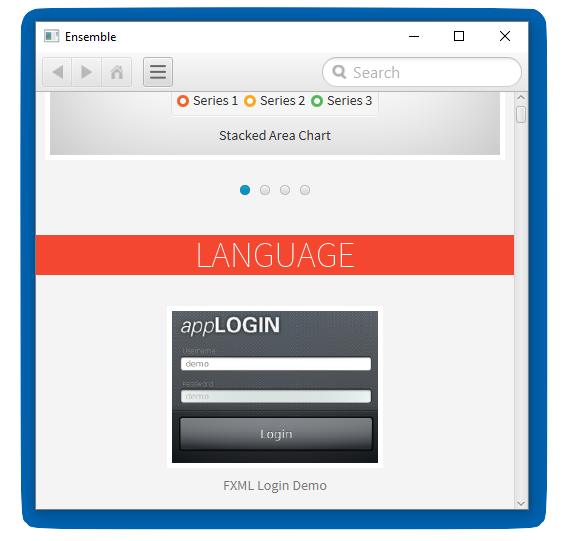 Ensemble
Search
Series 1 Series 2 Series 3
Stacked Area Chart
LANGUAGE
appLOGIN
Username
demo
Password
demo
Login
FXML Login Demo